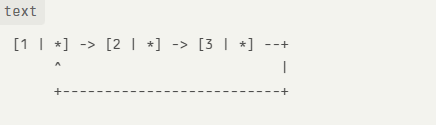 text
[1 | *] -> [2 | *] -> [3 | *] --+
     ^                          |
     +--------------------------+